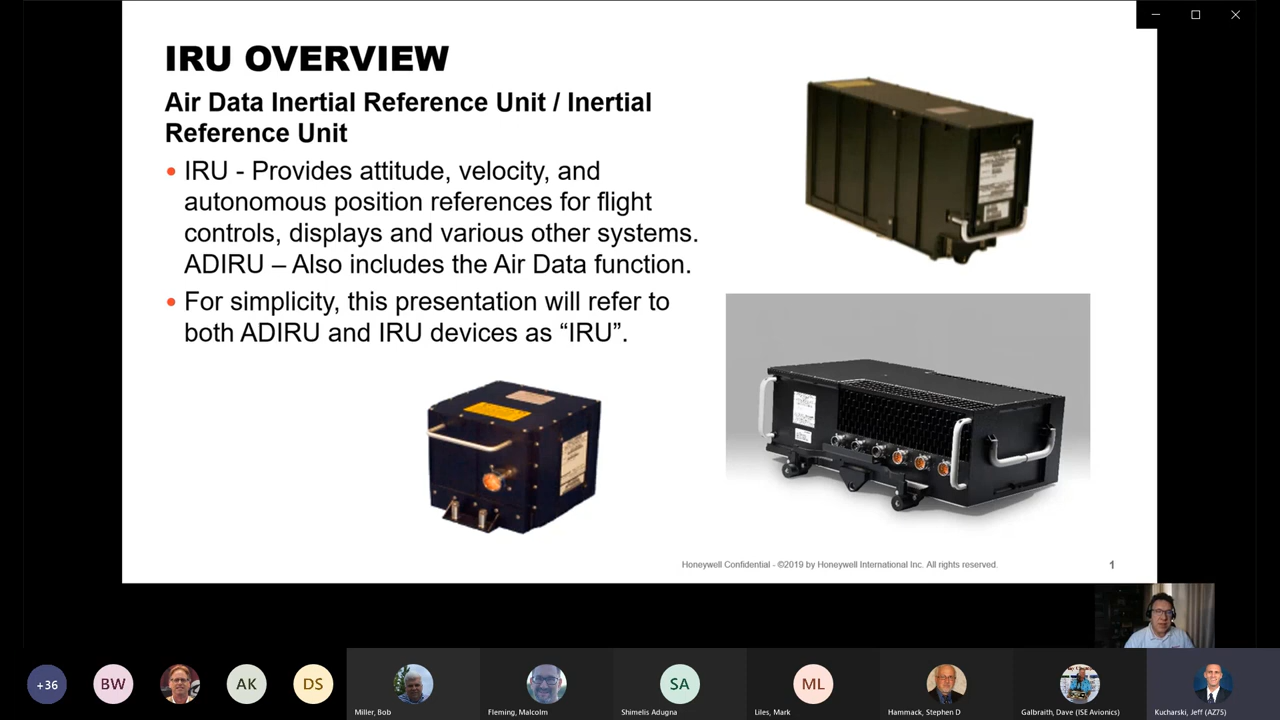 IRU OVERVIEW
Air Data Inertial Reference Unit / Inertial
Reference Unit
• IRU - Provides attitude, velocity, and
autonomous position references for flight
controls, displays and various other systems.
ADIRU – Also includes the Air Data function.
• For simplicity, this presentation will refer to
both ADIRU and IRU devices as “IRU”.
Honeywell Confidential - ©2019 by Honeywell International Inc. All rights reserved.
1
+36
BW
AK
DS
SA
ML
Miller, Bob
Fleming, Malcolm
Shimelis Adugna
Liles, Mark
Hammack, Stephen D
Galbraith, Dave (ISE Avionics)
Kucharski, Jeff (AZ75)